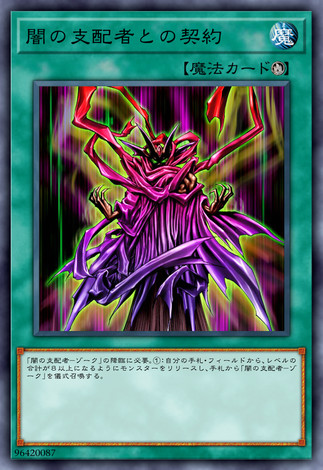 闇の支配者との契約
魔
【魔法カード】
「闇の支配者-ゾーク」の降臨に必要。①:自分の手札・フィールドから、レベルの
合計が８以上になるようにモンスターをリリースし、手札から「闇の支配者-ゾ
ーク」を儀式召喚する。
96420087